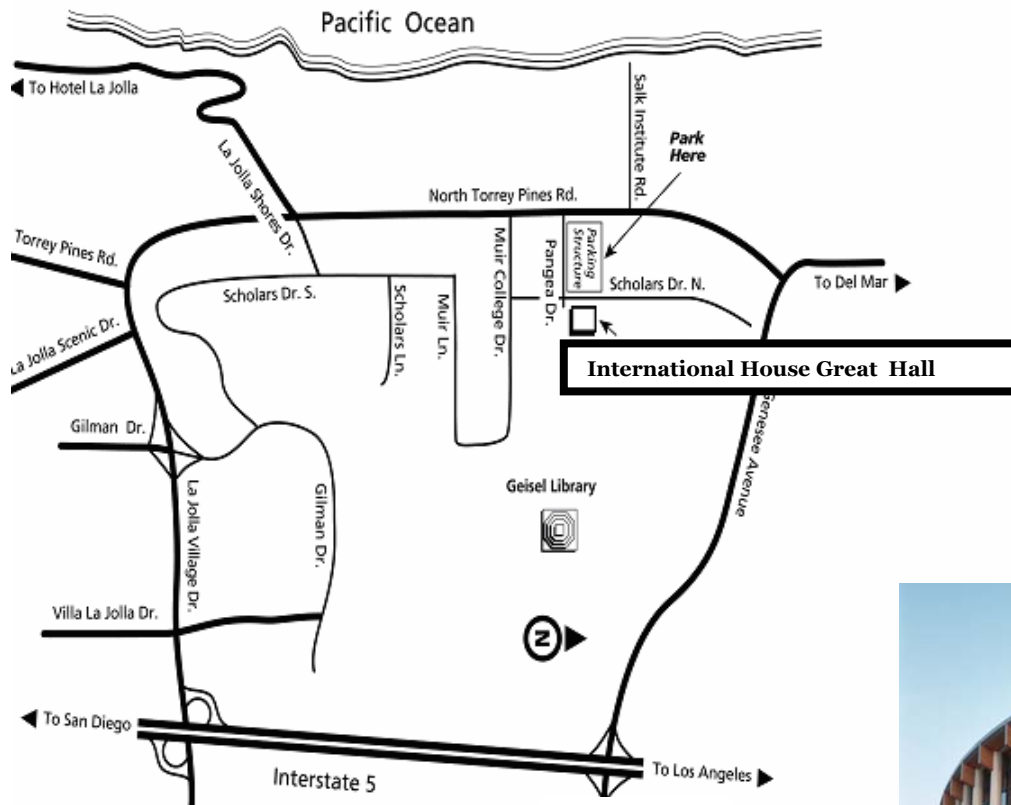 Pacific Ocean
To Hotel La Jolla
Salk Institute Rd.
Park
Here
La Jolla Shores Dr.
North Torrey Pines Rd.
Torrey Pines Rd.
Muir College Dr.
Pangea Dr.
Parking
Structure
Scholars Dr. S.
Scholars Ln.
Muir Ln.
Scholars Dr. N.
To Del Mar
La Jolla Scenic Dr.
International House Great Hall
Genesee Avenue
Gilman Dr.
La Jolla Village Dr.
Gilman Dr.
Geisel Library
Villa La Jolla Dr.
N
To San Diego
Interstate 5
To Los Angeles